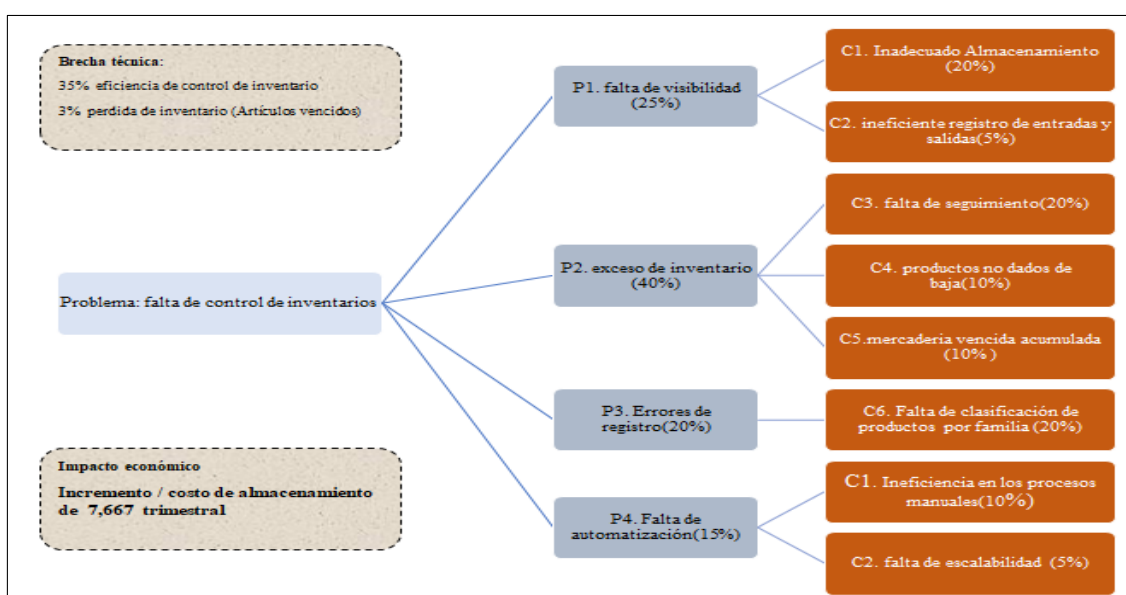 Brecha técnica:
35% eficiencia de control de inventario
3% perdida de inventario (Artículos vencidos)
Problema: falta de control de inventarios
Impacto económico
Incremento / costo de almacenamiento
de 7,667 trimestral
P1. falta de visibilidad
(25%)
P2. exceso de inventario
(40%)
P3. Errores de
registro(20%)
P4. Falta de
automatización(15%)
C1. Inadecuado Almacenamiento
(20%)
C2. ineficiente registro de entradas y
salidas(5%)
C3. falta de seguimiento(20%)
C4. productos no dados de
baja(10%)
C5.mercaderia vencida acumulada
(10% )
C6. Falta de clasificación de
productos por familia (20%)
C1. Ineficiencia en los procesos
manuales(10%)
C2. falta de escalabilidad (5%)